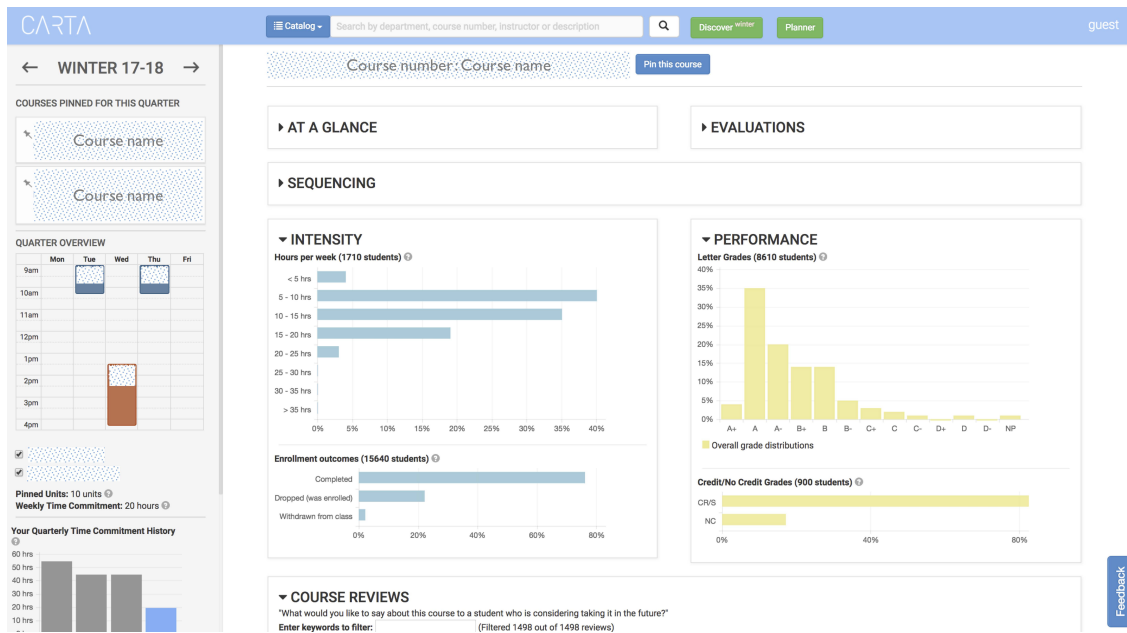 CARTA
Catalog
Search by department, course number, instructor or description
Discover winter
Planner
guest
← WINTER 17-18 →
COURSES PINNED FOR THIS QUARTER
Course name
Course name
QUARTER OVERVIEW
Mon Tue Wed Thu Fri
9am
10am
11am
12pm
1pm
2pm
3pm
4pm
Pinned Units: 10 units
Weekly Time Commitment: 20 hours
Your Quarterly Time Commitment History
60 hrs
50 hrs
40 hrs
30 hrs
20 hrs
10 hrs
Course number: Course name
Pin this course
AT A GLANCE
EVALUATIONS
SEQUENCING
INTENSITY
Hours per week (1710 students)
< 5 hrs
5 - 10 hrs
10 - 15 hrs
15 - 20 hrs
20 - 25 hrs
25 - 30 hrs
30 - 35 hrs
> 35 hrs
0% 5% 10% 15% 20% 25% 30% 35% 40%
Enrollment outcomes (15640 students)
Completed
Dropped (was enrolled)
Withdrawn from class
0% 20% 40% 60% 80%
PERFORMANCE
Letter Grades (8610 students)
40%
35%
30%
25%
20%
15%
10%
5%
0%
A+ A A- B+ B B- C+ C C- D+ D D- NP
Overall grade distributions
Credit/No Credit Grades (900 students)
CR/S
NC
0% 40% 80%
COURSE REVIEWS
"What would you like to say about this course to a student who is considering taking it in the future?"
Enter keywords to filter: (Filtered 1498 out of 1498 reviews)
Feedback